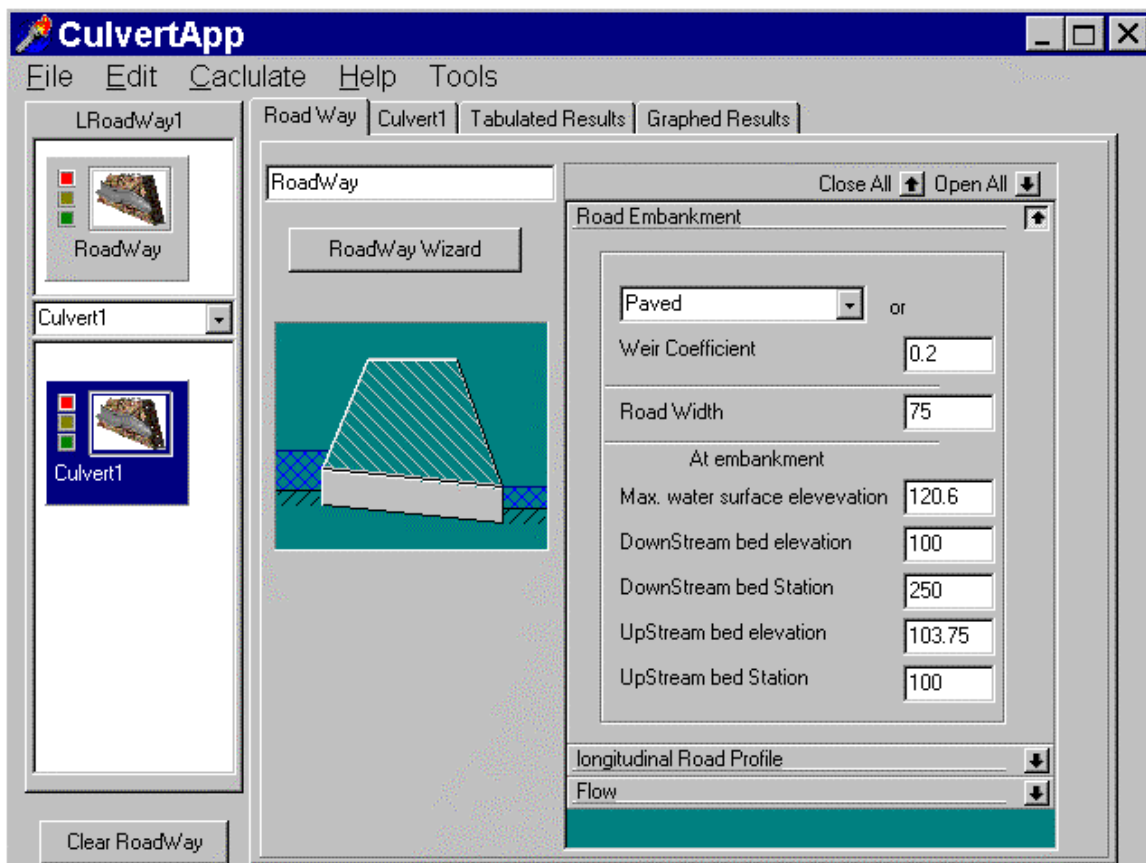 CulvertApp
File Edit Caclulate Help Tools
LRoadWay1
RoadWay
Culvert1
Culvert1
Clear RoadWay
Road Way Culvert1 Tabulated Results Graphed Results
RoadWay
RoadWay Wizard
Close All Open All
Road Embankment
Paved or
Weir Coefficient 0.2
Road Width 75
At embankment
Max. water surface elevevation 120.6
DownStream bed elevation 100
DownStream bed Station 250
UpStream bed elevation 103.75
UpStream bed Station 100
longitudinal Road Profile
Flow